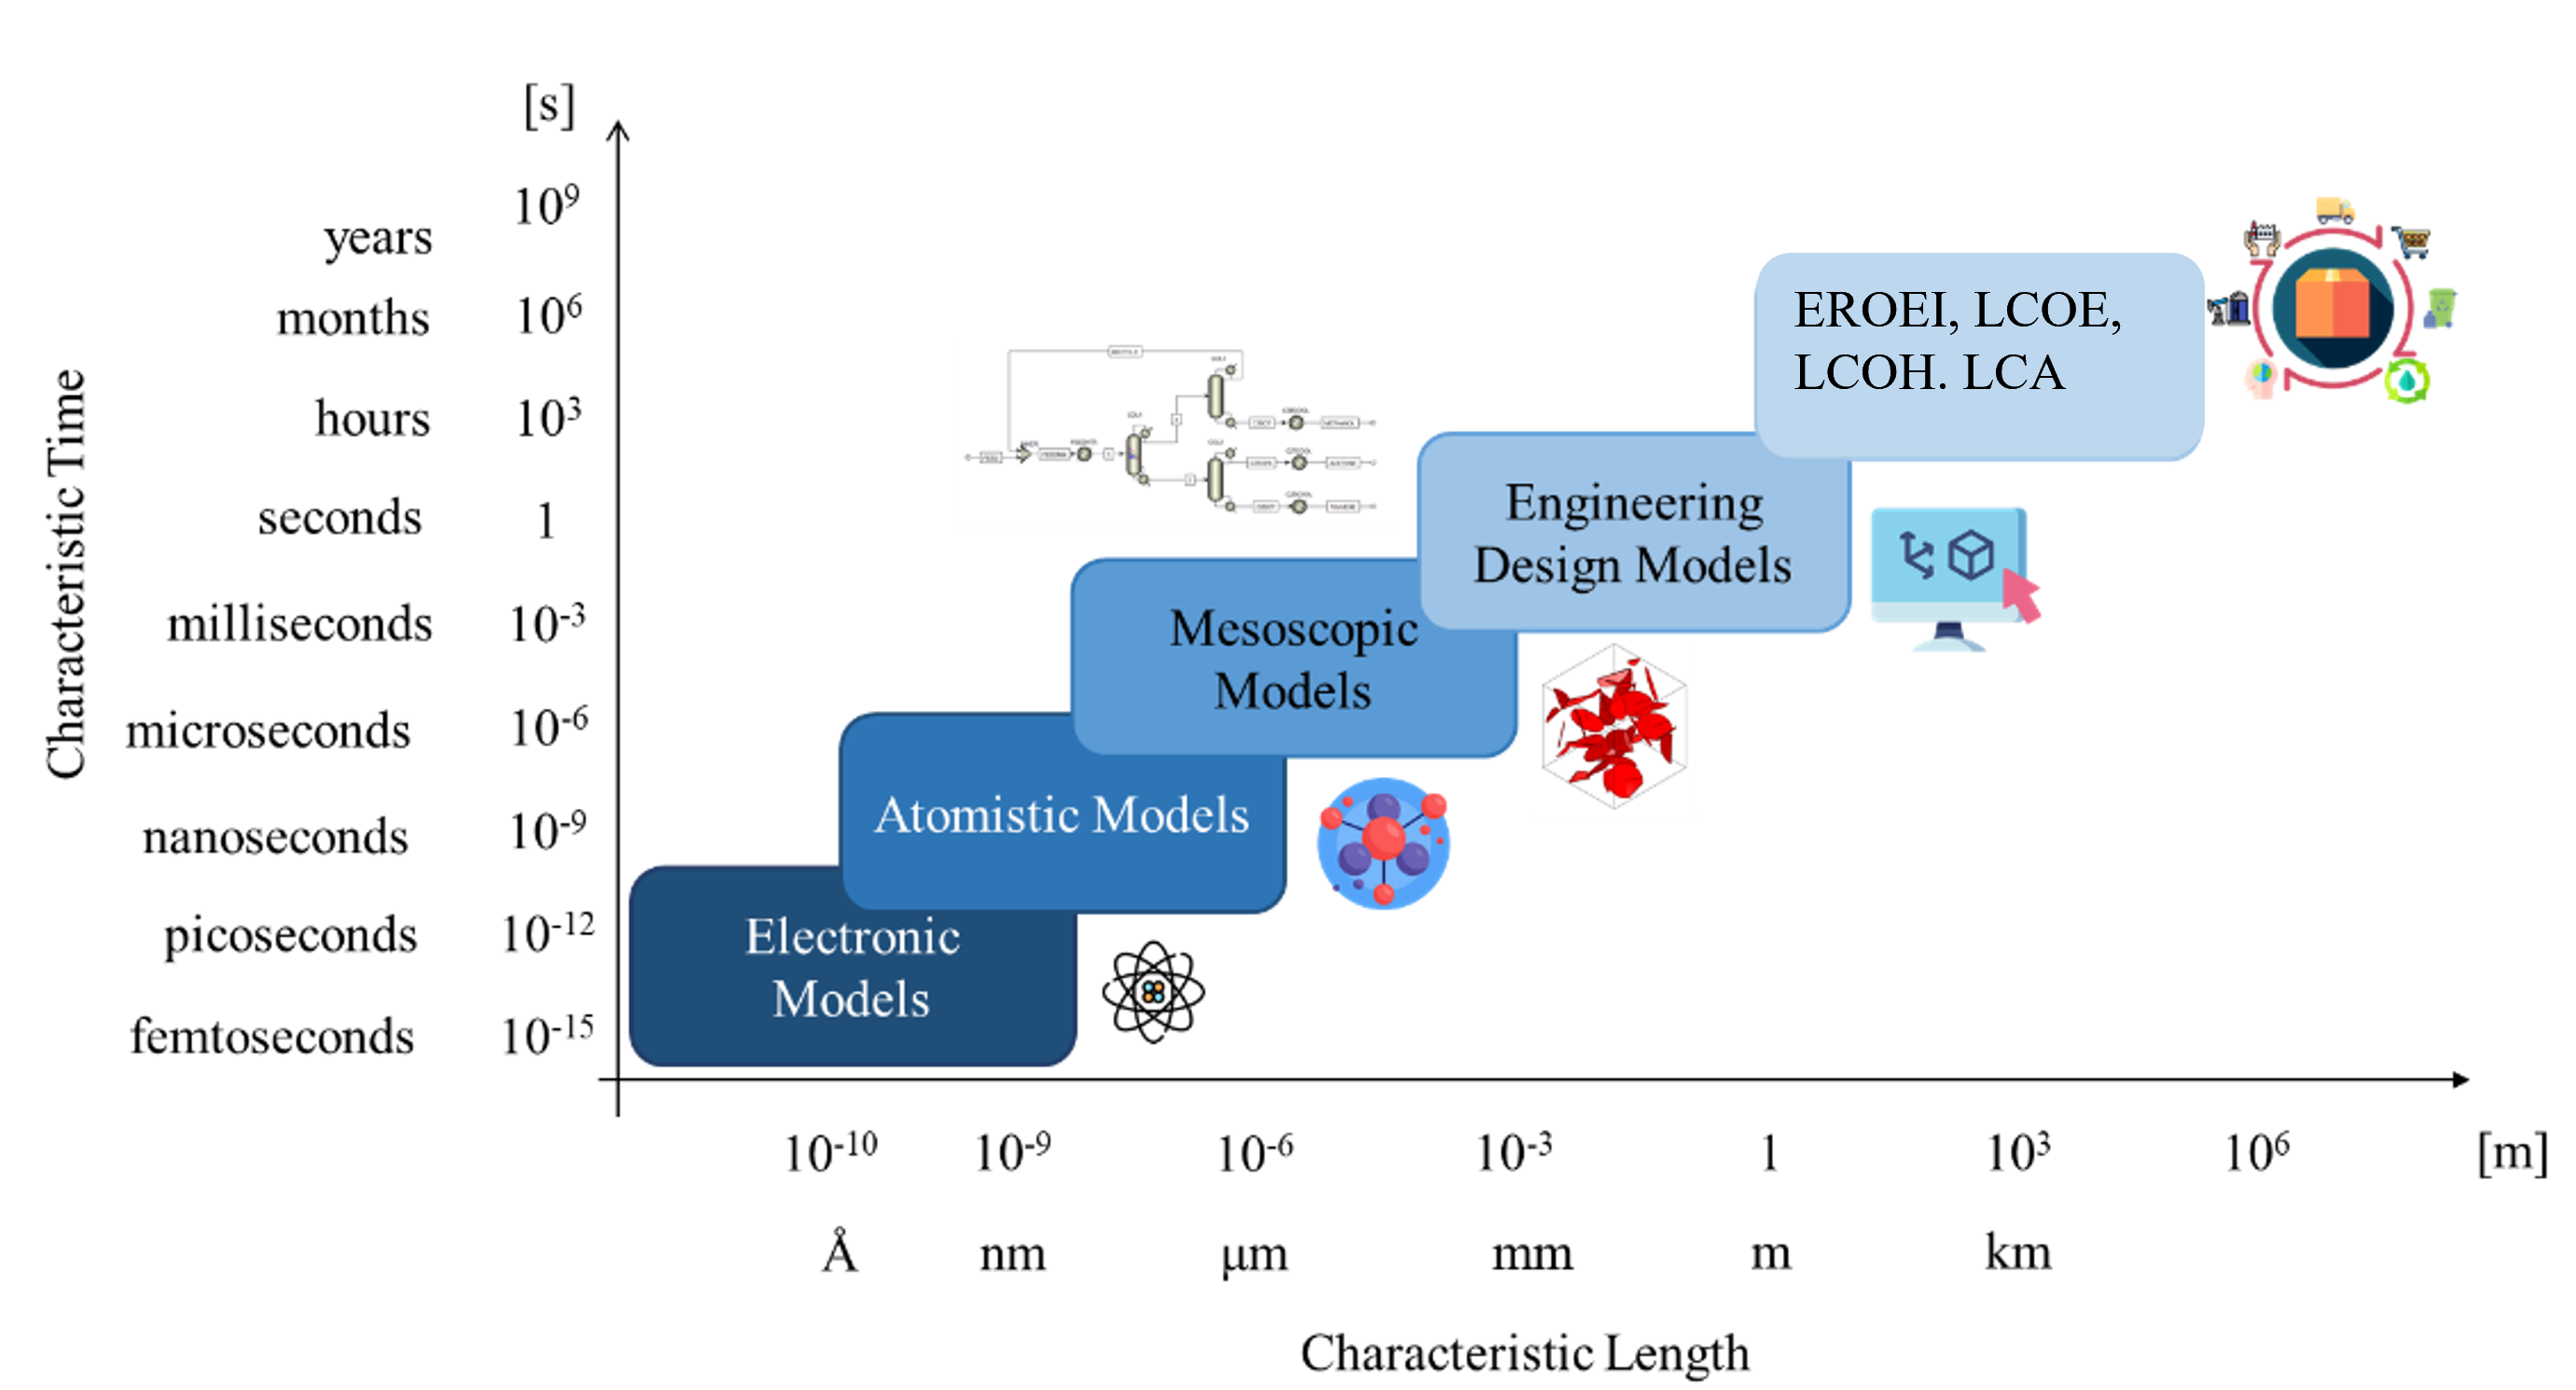 [s]
10⁹
years
months
10⁶
hours
10³
seconds
1
milliseconds
10⁻³
microseconds
10⁻⁶
nanoseconds
10⁻⁹
picoseconds
10⁻¹²
femtoseconds
10⁻¹⁵
Characteristic Time
EROEI, LCOE,
LCOH. LCA
Engineering
Design Models
Mesoscopic
Models
Atomistic Models
Electronic
Models
10⁻¹⁰ 10⁻⁹ 10⁻⁶ 10⁻³ 1 10³ 10⁶ [m]
Å nm μm mm m km
Characteristic Length